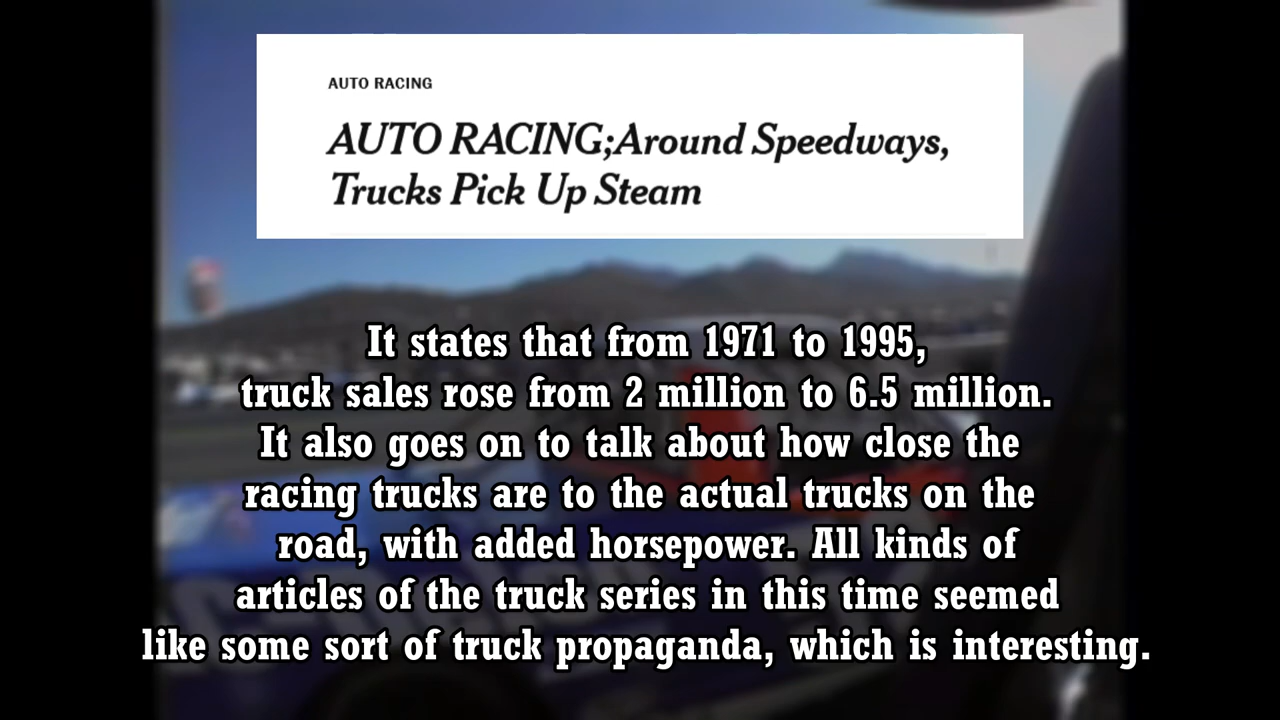 AUTO RACING
AUTO RACING;Around Speedways,
Trucks Pick Up Steam
It states that from 1971 to 1995,
truck sales rose from 2 million to 6.5 million.
It also goes on to talk about how close the
racing trucks are to the actual trucks on the
road, with added horsepower. All kinds of
articles of the truck series in this time seemed
like some sort of truck propaganda, which is interesting.